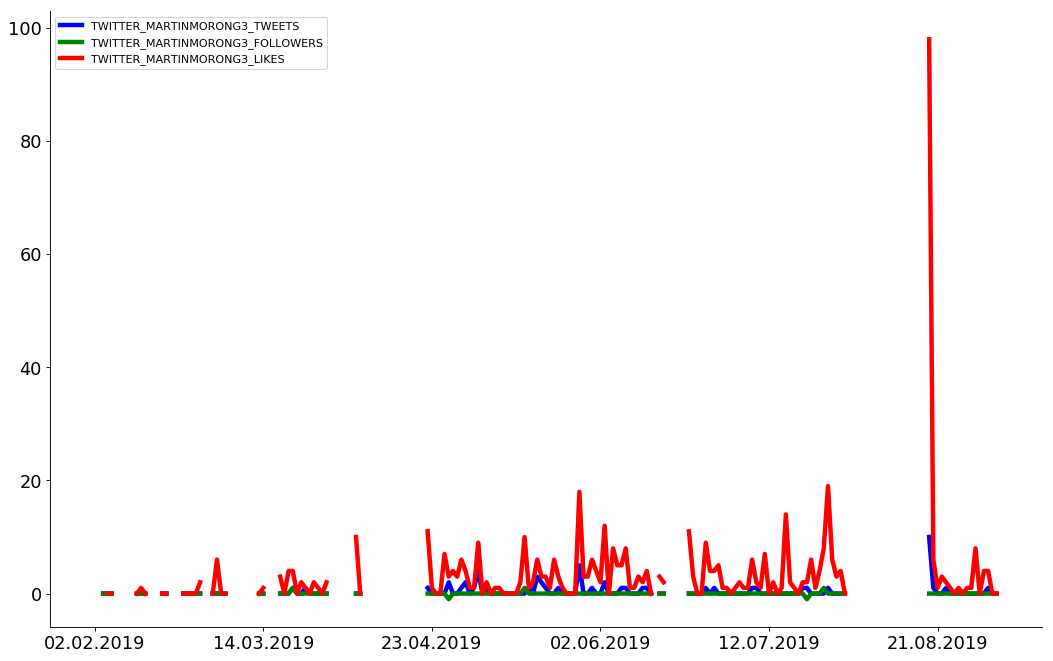 TWITTER_MARTINMORONG3_TWEETS
TWITTER_MARTINMORONG3_FOLLOWERS
TWITTER_MARTINMORONG3_LIKES
100
80
60
40
20
0
02.02.2019 14.03.2019 23.04.2019 02.06.2019 12.07.2019 21.08.2019